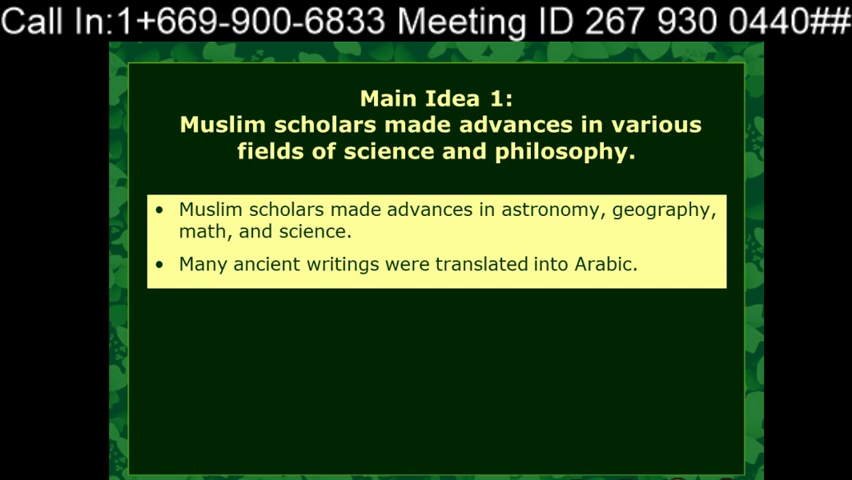 Call In:1+669-900-6833 Meeting ID 267 930 0440##
Main Idea 1:
Muslim scholars made advances in various
fields of science and philosophy.
• Muslim scholars made advances in astronomy, geography,
math, and science.
• Many ancient writings were translated into Arabic.